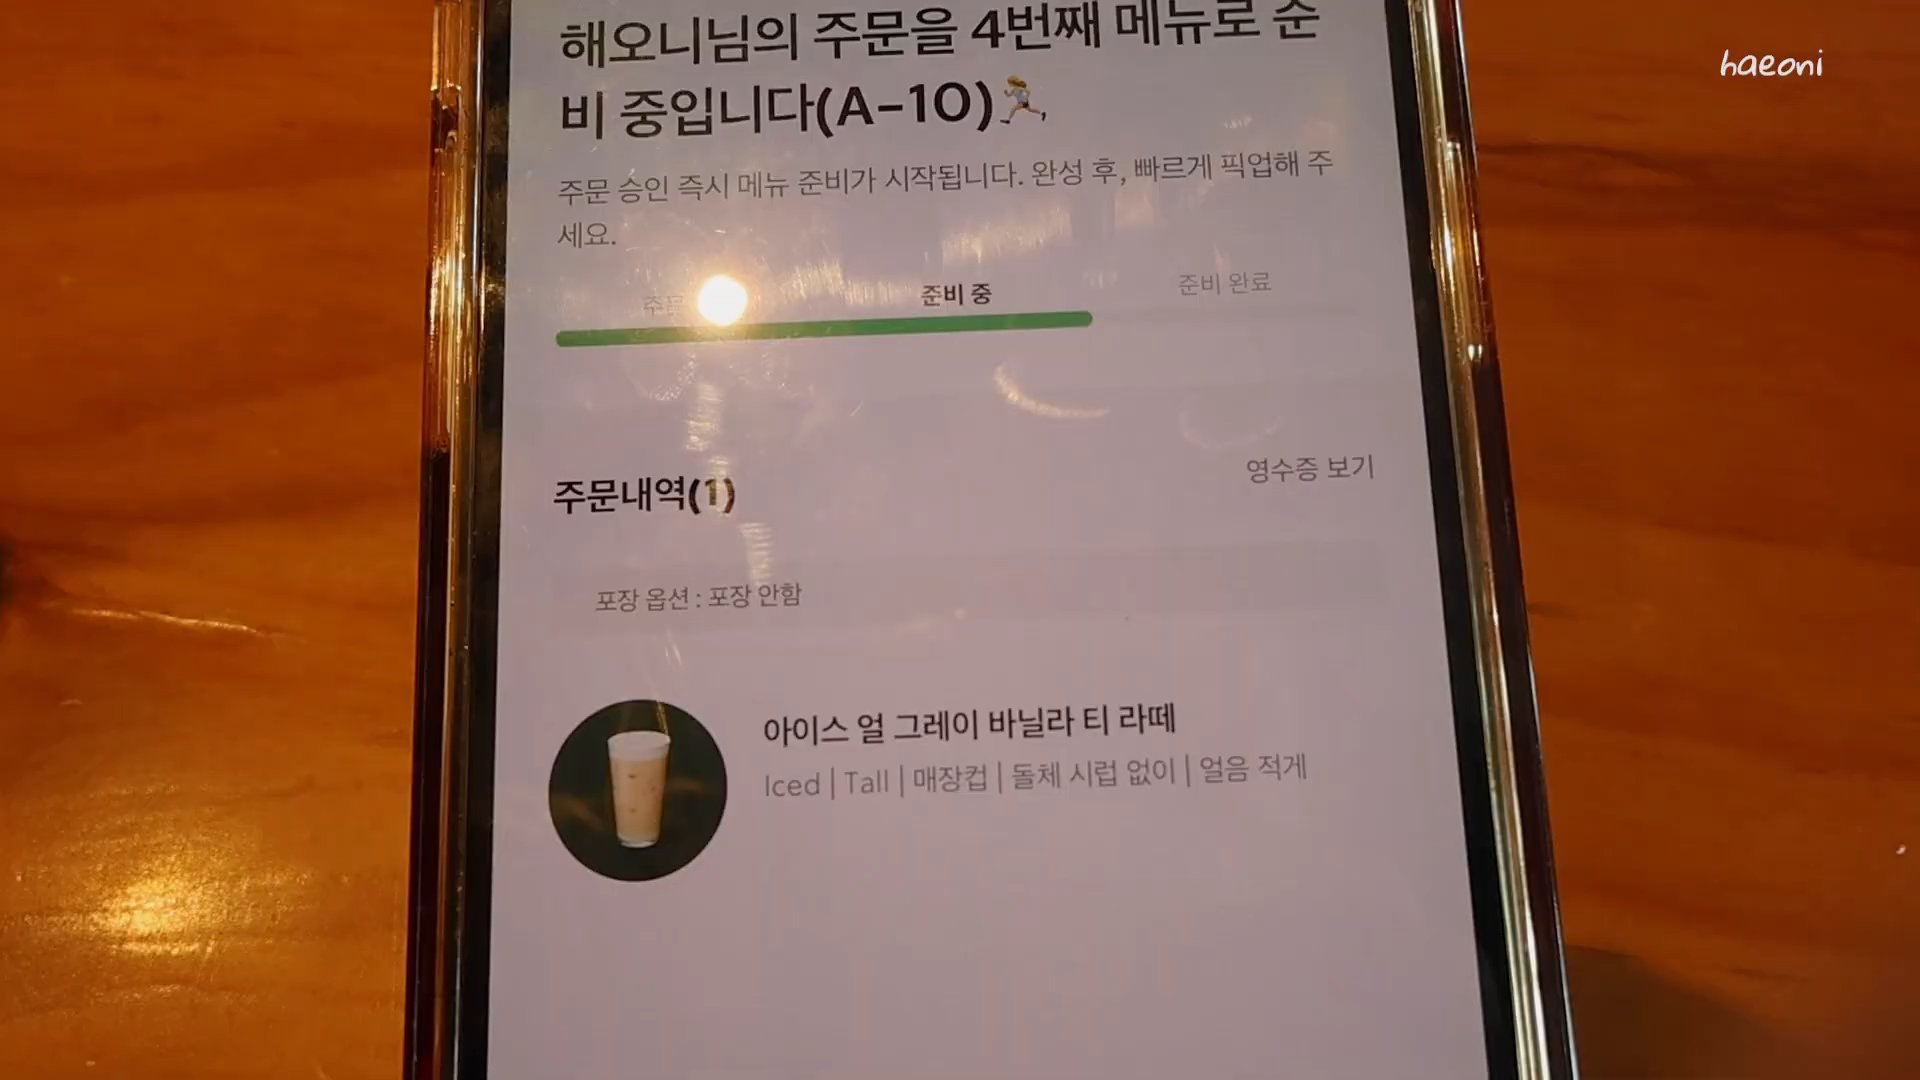 haeoni
해오니님의 주문을 4번째 메뉴로 준
비 중입니다(A-10)
주문 승인 즉시 메뉴 준비가 시작됩니다. 완성 후, 빠르게 픽업해 주
세요.
주문 준비 중 준비 완료
주문내역(1) 영수증 보기
포장 옵션 : 포장 안함
아이스 얼 그레이 바닐라 티 라떼
Iced | Tall | 매장컵 | 돌체 시럽 없이 | 얼음 적게